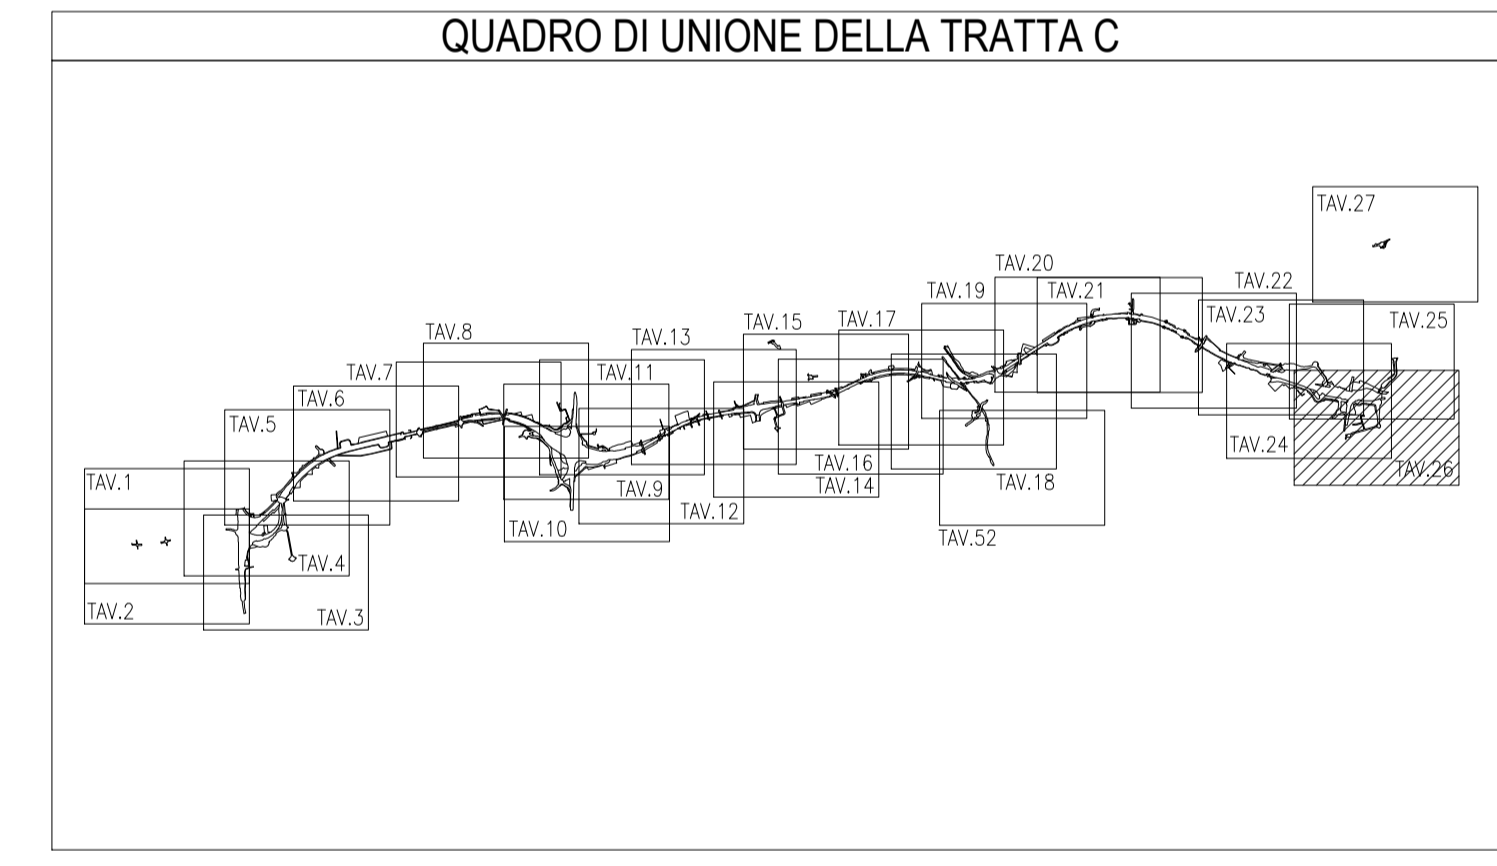 QUADRO DI UNIONE DELLA TRATTA C
TAV.27
TAV.20
TAV.22
TAV.19
TAV.21
TAV.23
TAV.25
TAV.15
TAV.17
TAV.8
TAV.13
TAV.7
TAV.11
TAV.6
TAV.5
TAV.24
TAV.16
TAV.26
TAV.1
TAV.9
TAV.14
TAV.18
TAV.12
TAV.10
TAV.52
TAV.4
TAV.2
TAV.3